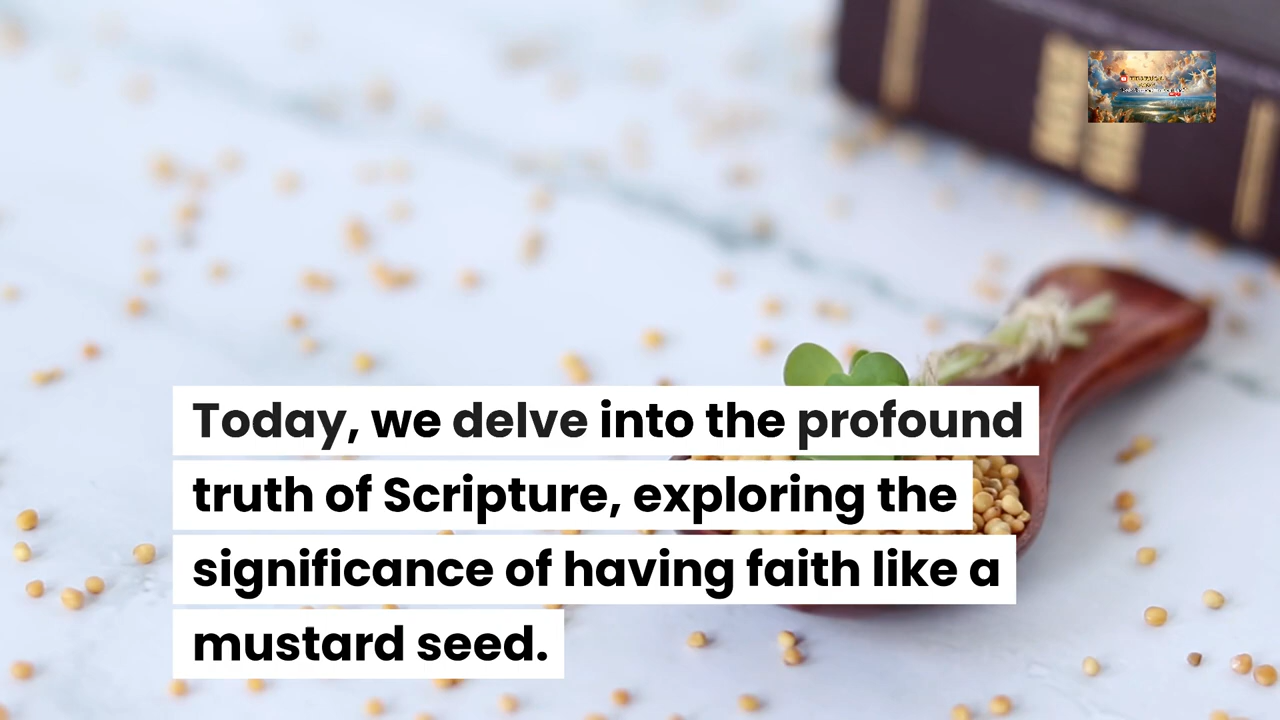 Today, we delve into the profound
truth of Scripture, exploring the
significance of having faith like a
mustard seed.